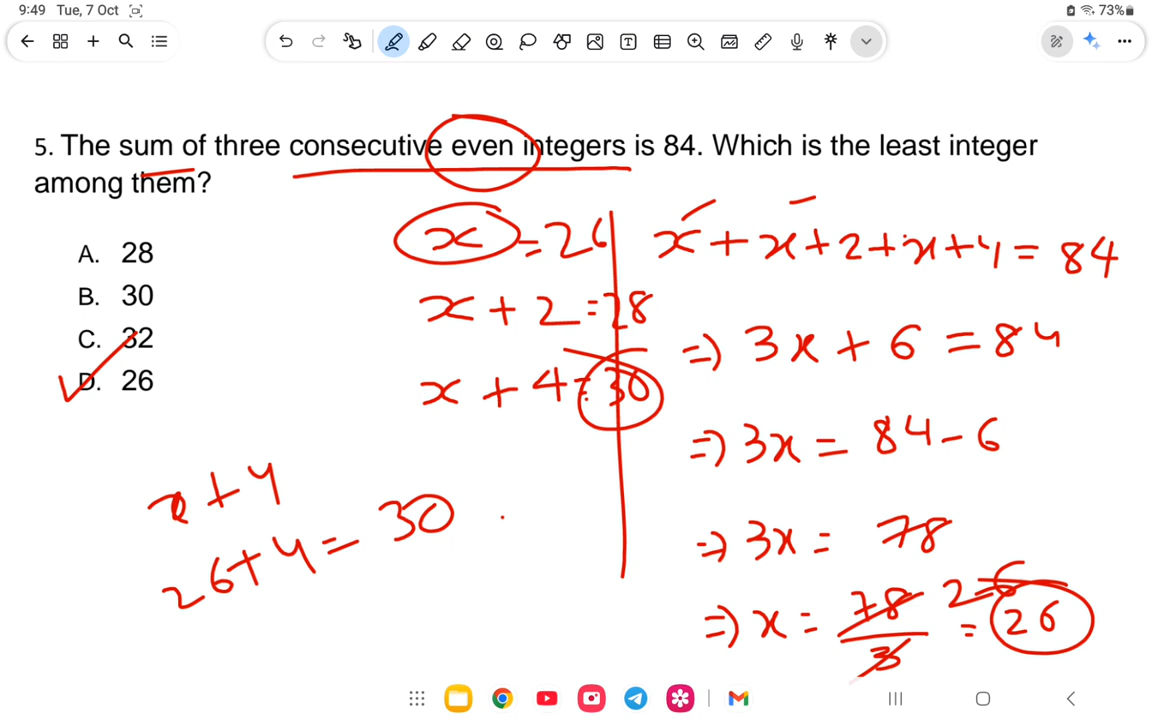 9:49 Tue, 7 Oct
73%
5. The sum of three consecutive even integers is 84. Which is the least integer
among them?
A. 28
B. 30
C. 32
D. 26
x = 26
x + 2 = 28
x + 4 = 30
x + 4
26 + 4 = 30
x + x + 2 + x + 4 = 84
⇒ 3x + 6 = 84
⇒ 3x = 84 - 6
⇒ 3x = 78
⇒ x = 78/3 = 26
26